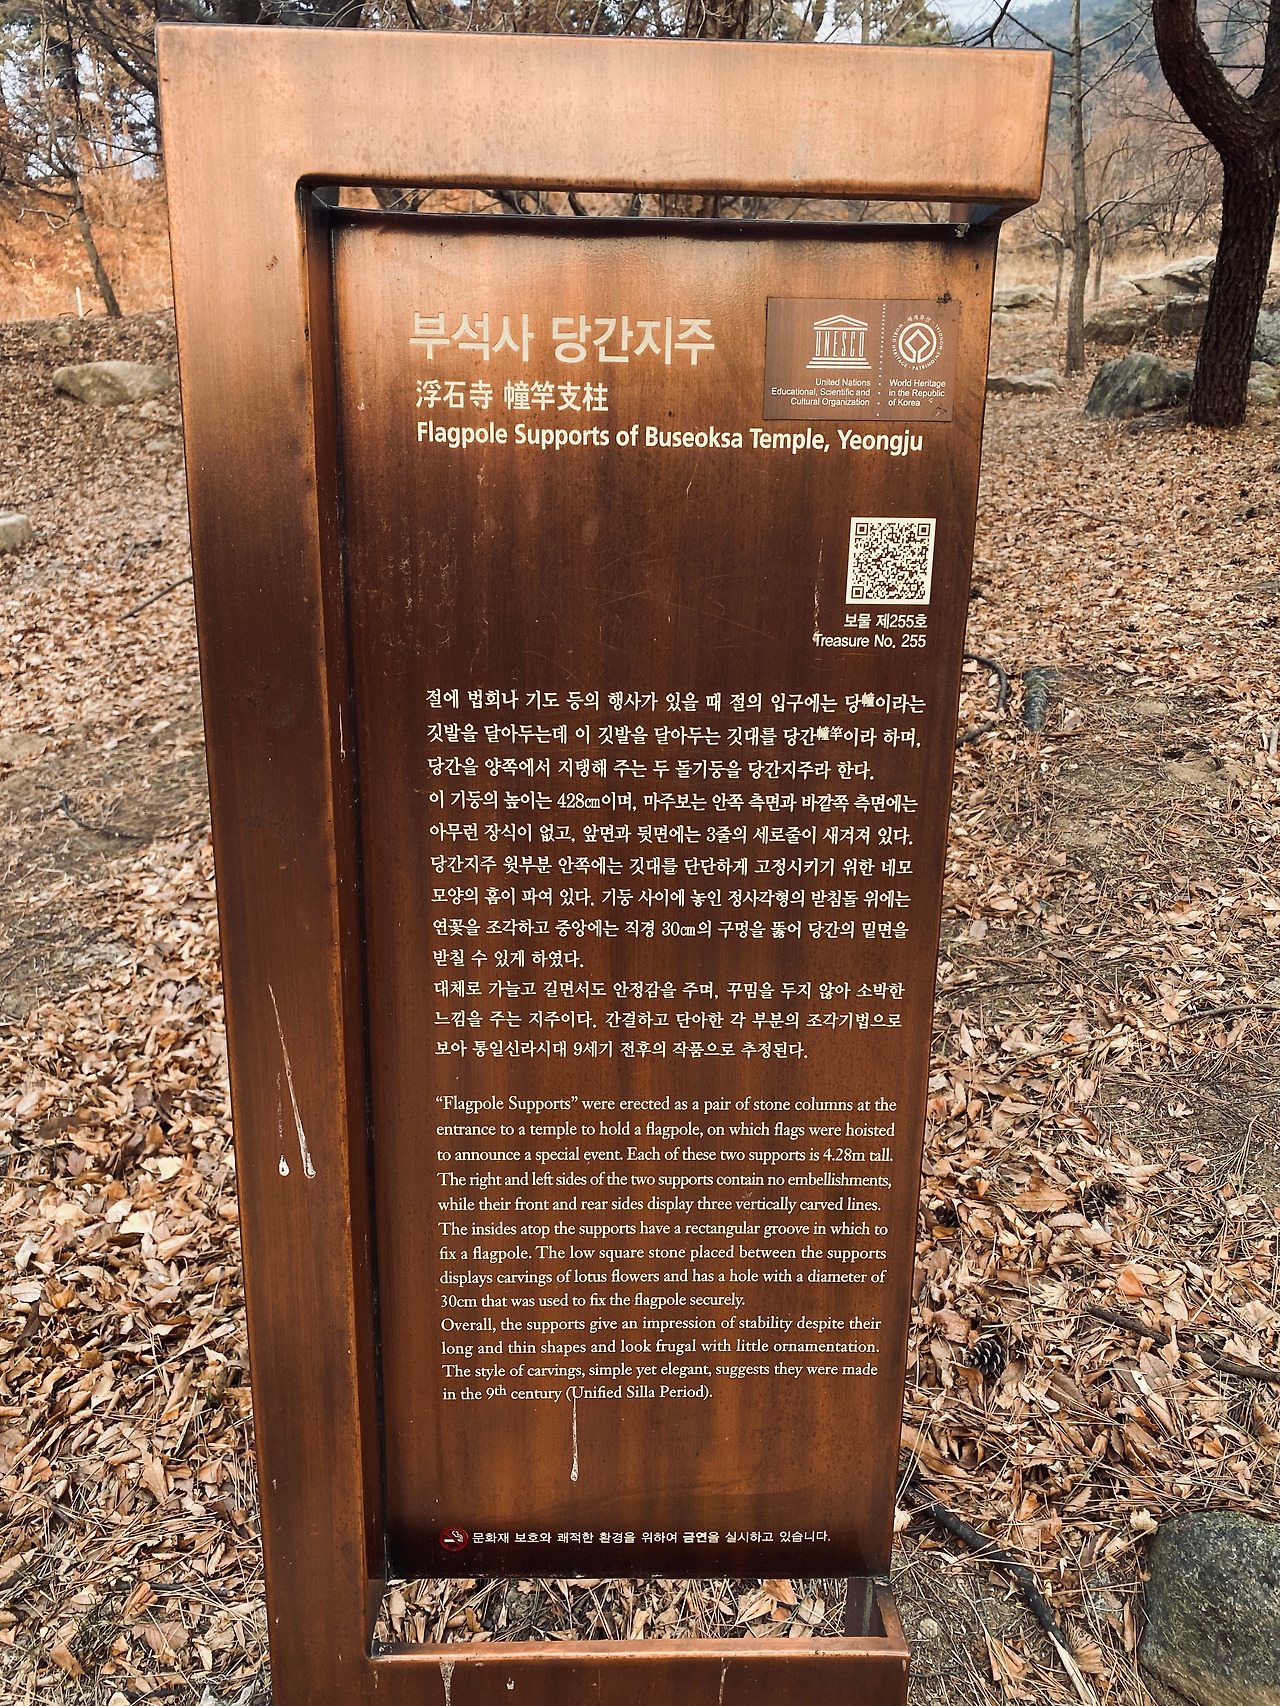 부석사 당간지주
浮石寺 幢竿支柱
Flagpole Supports of Buseoksa Temple, Yeongju
UNESCO
United Nations
Educational, Scientific and
Cultural Organization
세계유산 · WORLD HERITAGE · PATRIMOINE MONDIAL
World Heritage
in the Republic
of Korea
보물 제255호
Treasure No. 255
절에 법회나 기도 등의 행사가 있을 때 절의 입구에는 당幢이라는
깃발을 달아두는데 이 깃발을 달아두는 깃대를 당간幢竿이라 하며,
당간을 양쪽에서 지탱해 주는 두 돌기둥을 당간지주라 한다.
이 기둥의 높이는 428㎝이며, 마주보는 안쪽 측면과 바깥쪽 측면에는
아무런 장식이 없고, 앞면과 뒷면에는 3줄의 세로줄이 새겨져 있다.
당간지주 윗부분 안쪽에는 깃대를 단단하게 고정시키기 위한 네모
모양의 홈이 파여 있다. 기둥 사이에 놓인 정사각형의 받침돌 위에는
연꽃을 조각하고 중앙에는 직경 30㎝의 구멍을 뚫어 당간의 밑면을
받칠 수 있게 하였다.
대체로 가늘고 길면서도 안정감을 주며, 꾸밈을 두지 않아 소박한
느낌을 주는 지주이다. 간결하고 단아한 각 부분의 조각기법으로
보아 통일신라시대 9세기 전후의 작품으로 추정된다.
“Flagpole Supports” were erected as a pair of stone columns at the
entrance to a temple to hold a flagpole, on which flags were hoisted
to announce a special event. Each of these two supports is 4.28m tall.
The right and left sides of the two supports contain no embellishments,
while their front and rear sides display three vertically carved lines.
The insides atop the supports have a rectangular groove in which to
fix a flagpole. The low square stone placed between the supports
displays carvings of lotus flowers and has a hole with a diameter of
30cm that was used to fix the flagpole securely.
Overall, the supports give an impression of stability despite their
long and thin shapes and look frugal with little ornamentation.
The style of carvings, simple yet elegant, suggests they were made
in the 9th century (Unified Silla Period).
문화재 보호와 쾌적한 환경을 위하여 금연을 실시하고 있습니다.